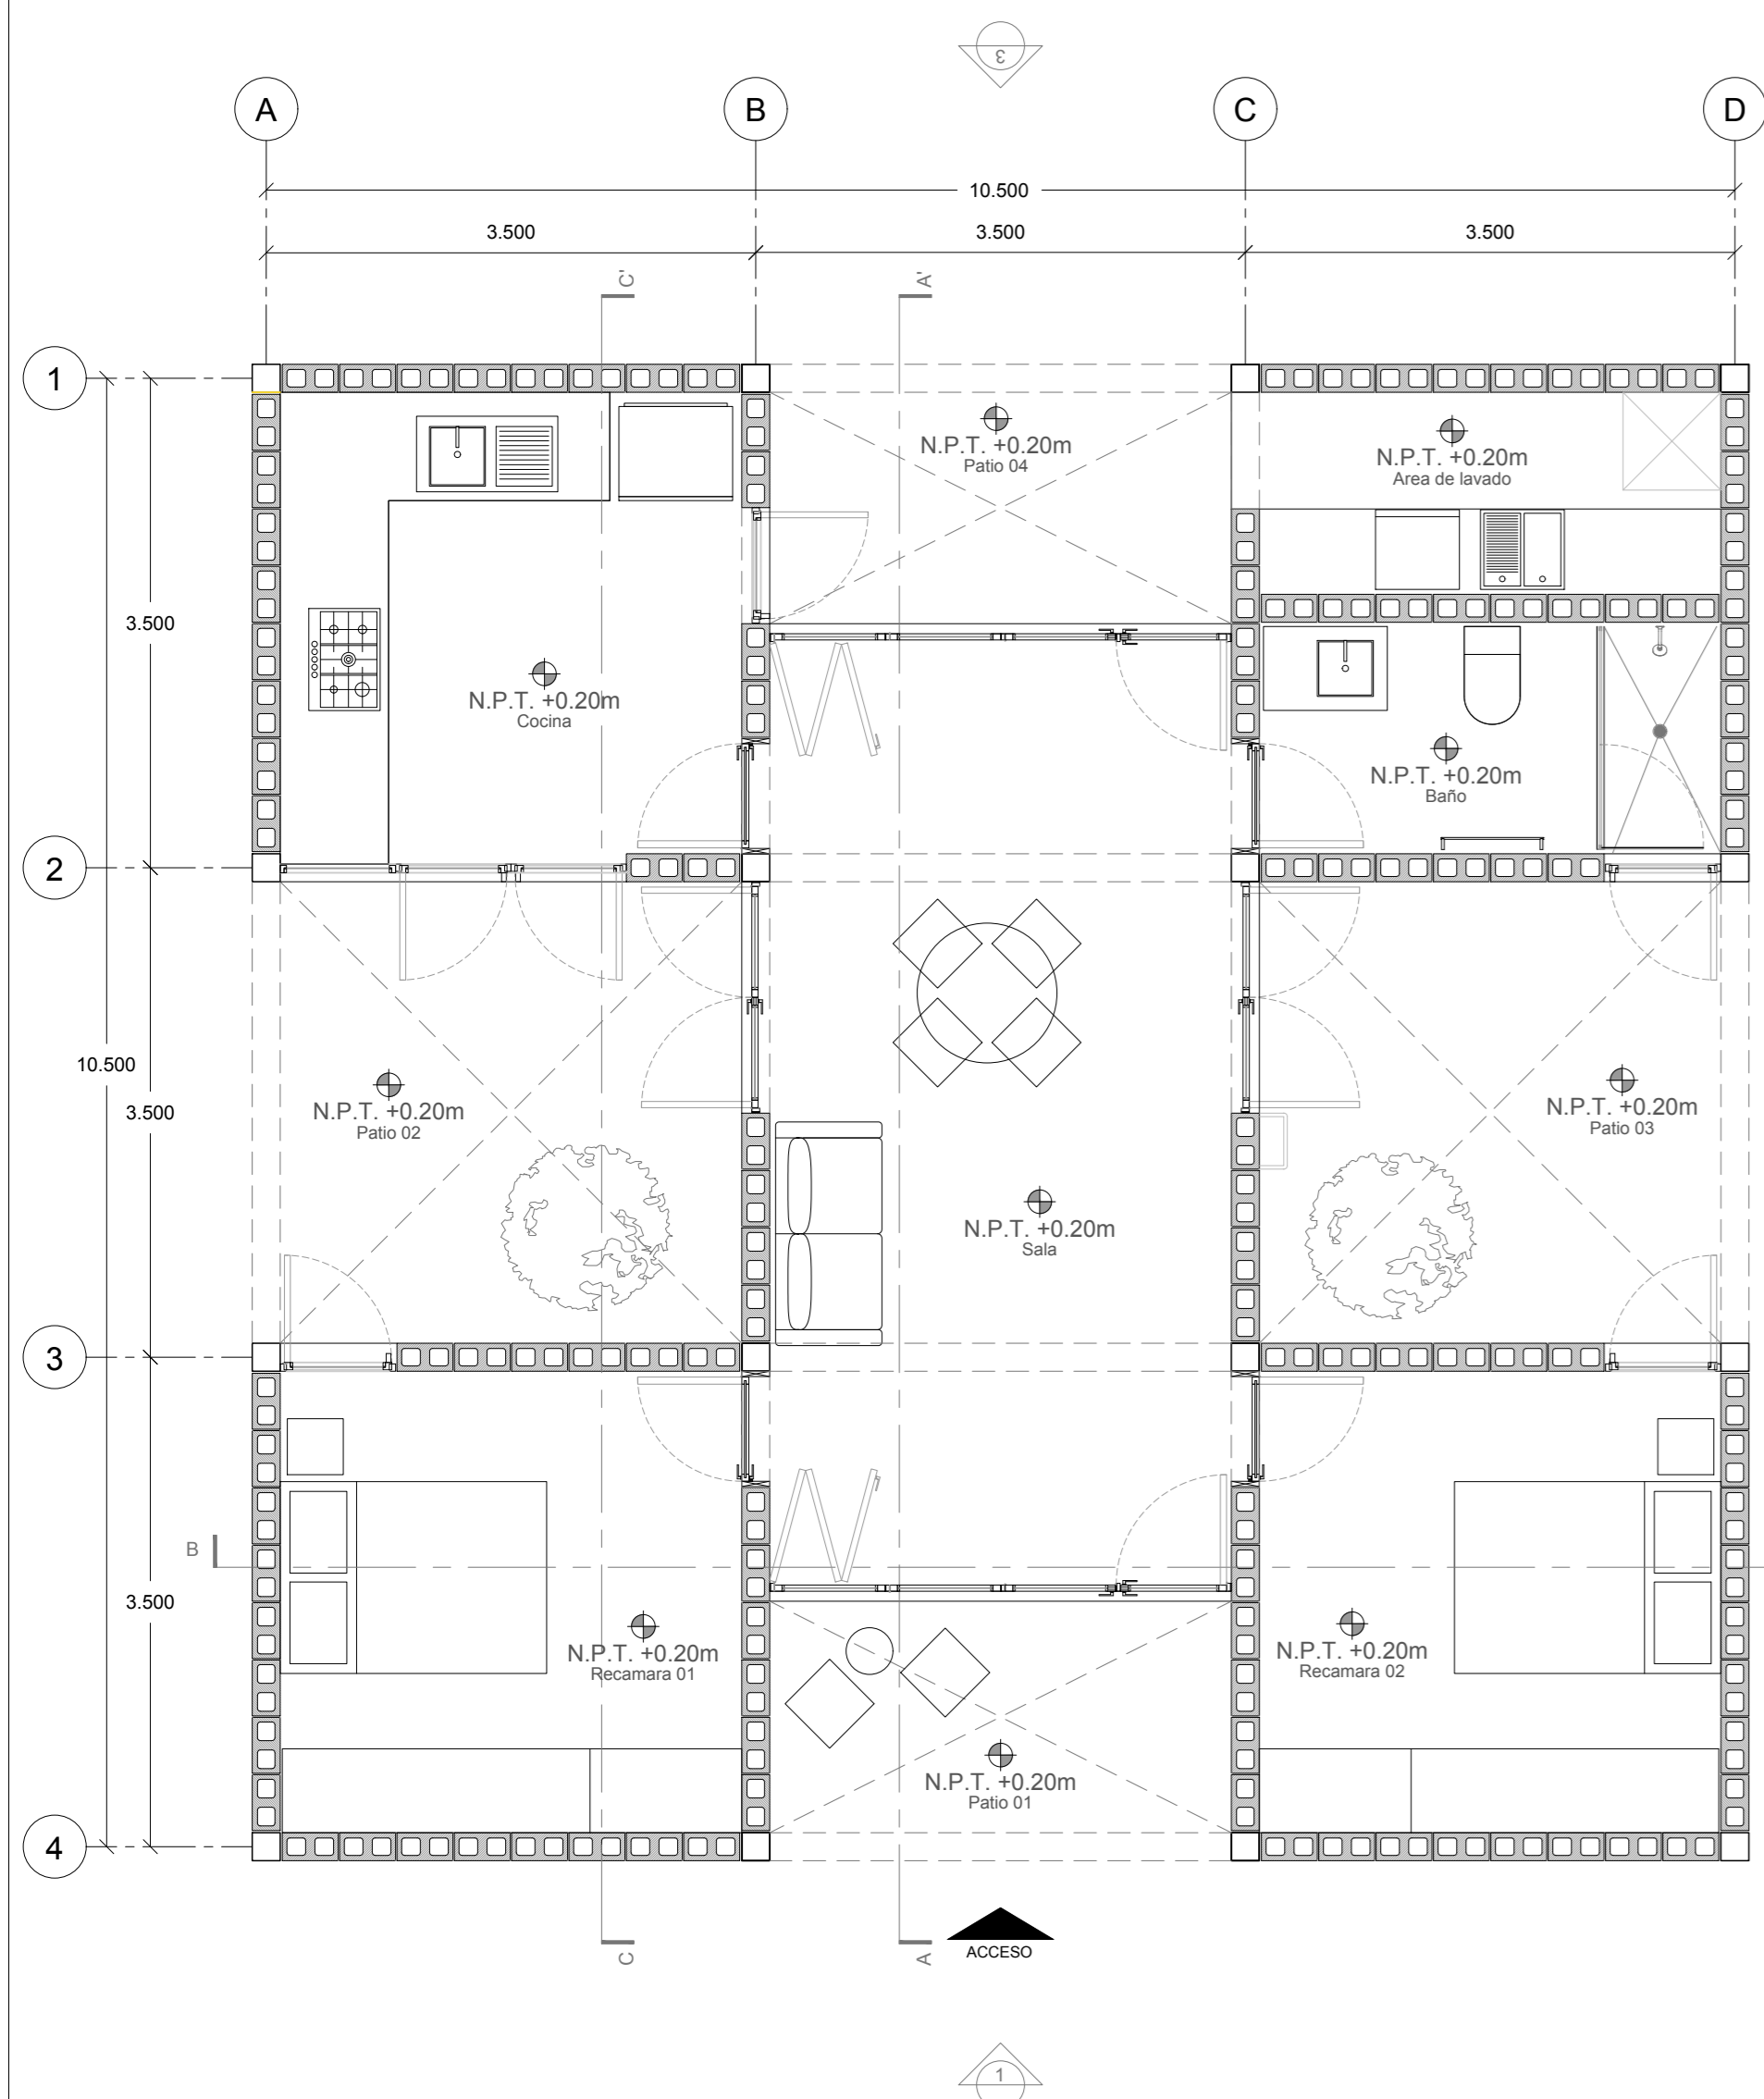 3
A
B
C
D
10.500
3.500
3.500
3.500
C'
A'
1
N.P.T. +0.20m
Patio 04
N.P.T. +0.20m
Area de lavado
3.500
N.P.T. +0.20m
Cocina
N.P.T. +0.20m
Baño
2
10.500
3.500
N.P.T. +0.20m
Patio 02
N.P.T. +0.20m
Patio 03
N.P.T. +0.20m
Sala
3
B
3.500
N.P.T. +0.20m
Recamara 01
N.P.T. +0.20m
Recamara 02
N.P.T. +0.20m
Patio 01
4
C
A
ACCESO
1